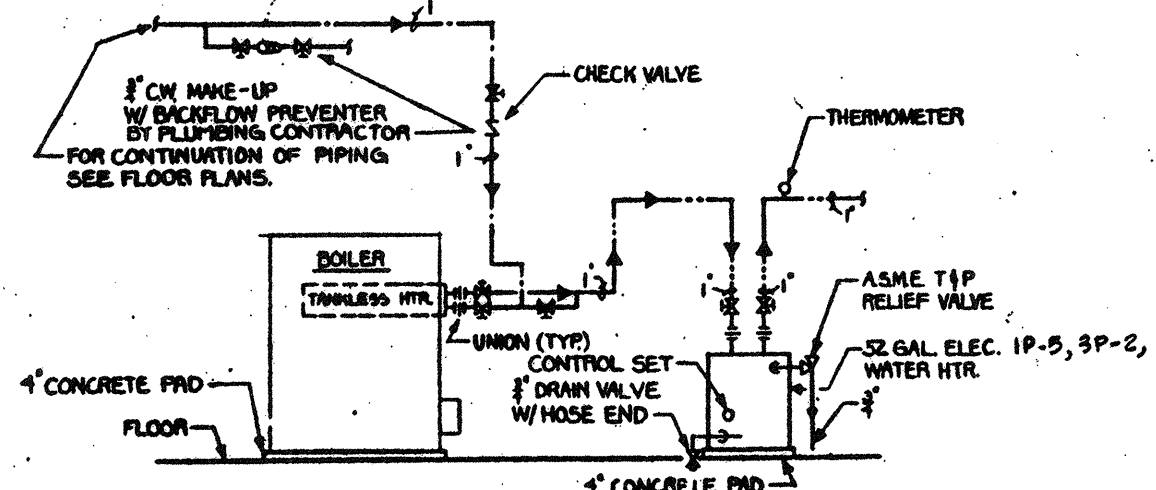 1"
CHECK VALVE
3/4" C.W. MAKE-UP
W/ BACKFLOW PREVENTER
BY PLUMBING CONTRACTOR
FOR CONTINUATION OF PIPING
SEE FLOOR PLANS.
1"
THERMOMETER
1"
BOILER
TANKLESS HTR.
1"
1"
1"
A.S.M.E. T&P
RELIEF VALVE
UNION (TYP.)
CONTROL SET
52 GAL. ELEC. 1P-5, 3P-2,
WATER HTR.
4" CONCRETE PAD
3/4" DRAIN VALVE
W/ HOSE END
3/4"
FLOOR
4" CONCRETE PAD